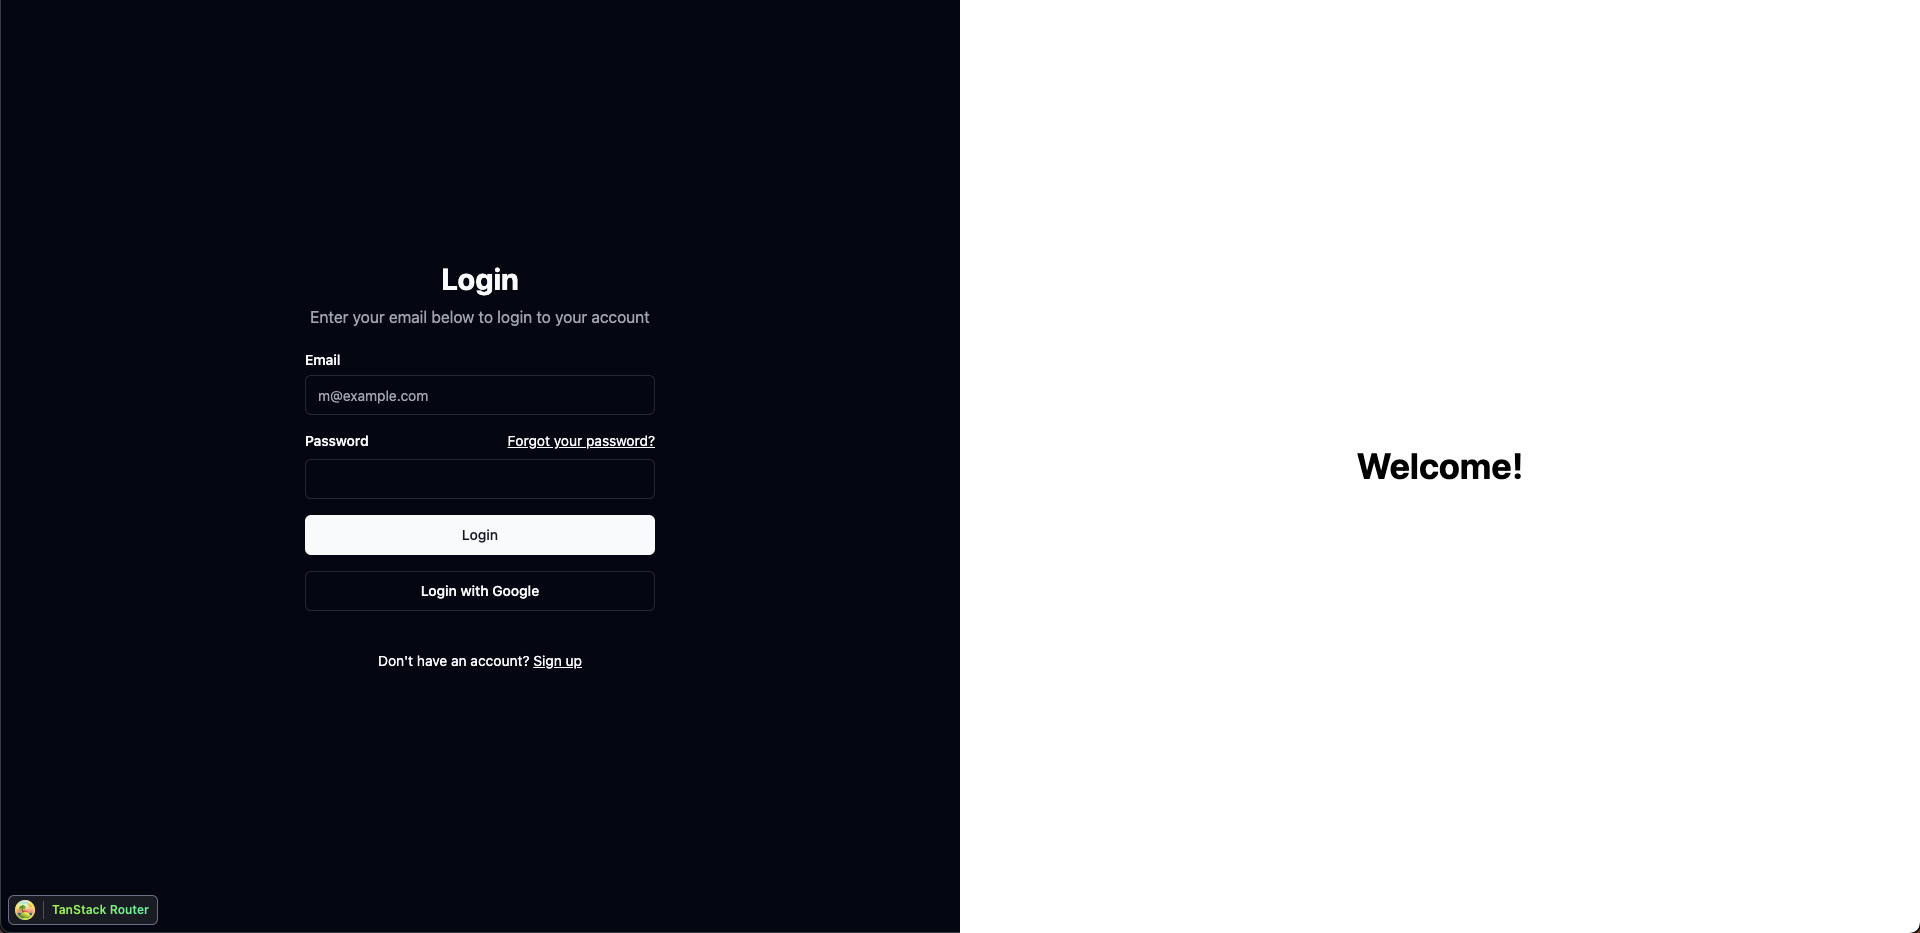 Login
Enter your email below to login to your account
Email
m@example.com
Password
Forgot your password?
Login
Login with Google
Don't have an account? Sign up
Welcome!
TanStack Router